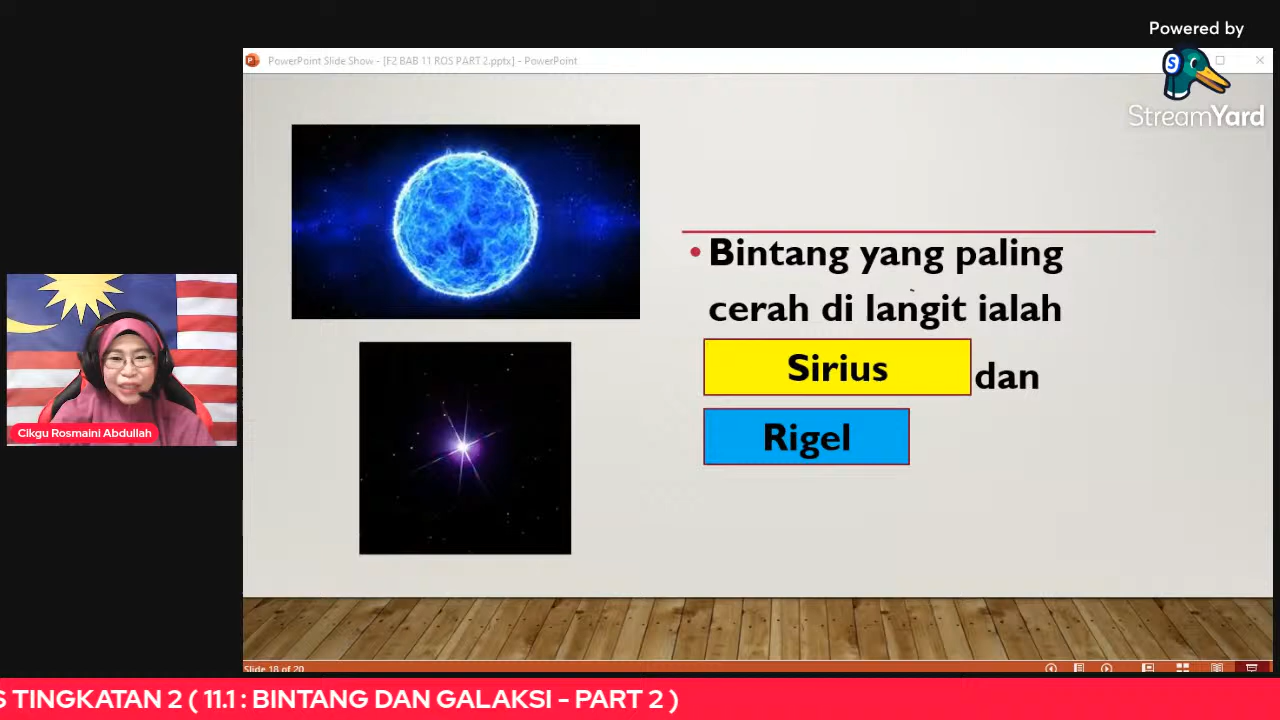 Powered by
StreamYard
PowerPoint Slide Show - [F2 BAB 11 ROS PART 2.pptx] - PowerPoint
• Bintang yang paling
cerah di langit ialah
Sirius dan
Rigel
Cikgu Rosmaini Abdullah
Slide 18 of 20
S TINGKATAN 2 ( 11.1 : BINTANG DAN GALAKSI - PART 2 )